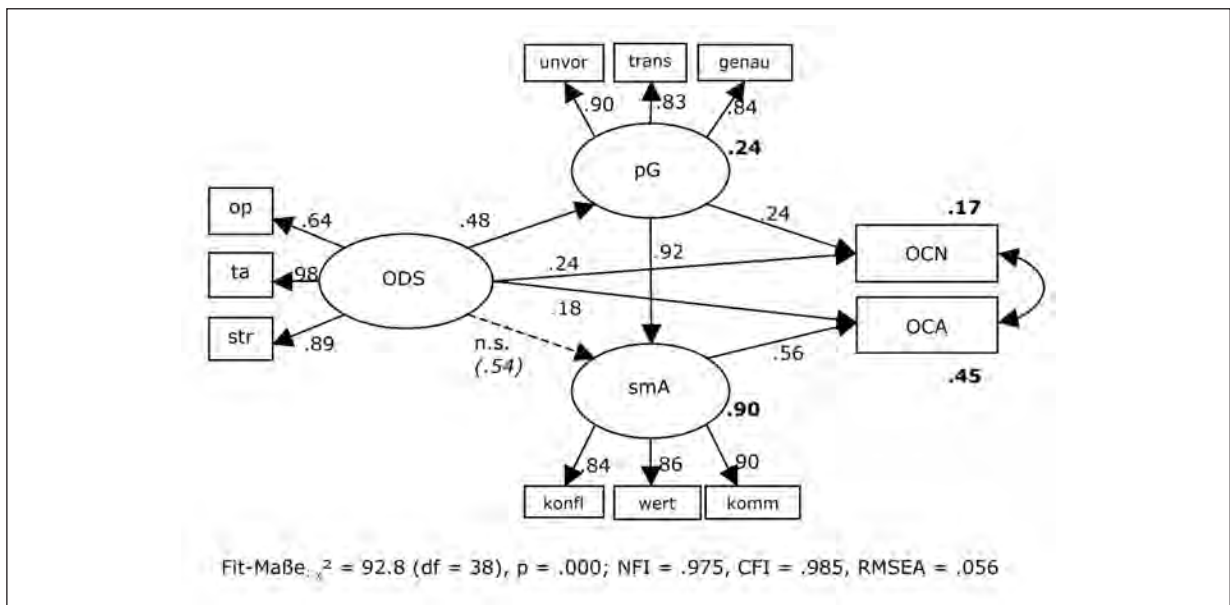 unvor trans genau
.90 .83 .84
pG .24
op .64 .48 .24 .17
ta .98 ODS .24 .92 OCN
str .89 .18 OCA
n.s. .56
(.54) .45
smA .90
.84 .86 .90
konfl wert komm
Fit-Maße: χ² = 92.8 (df = 38), p = .000; NFI = .975, CFI = .985, RMSEA = .056